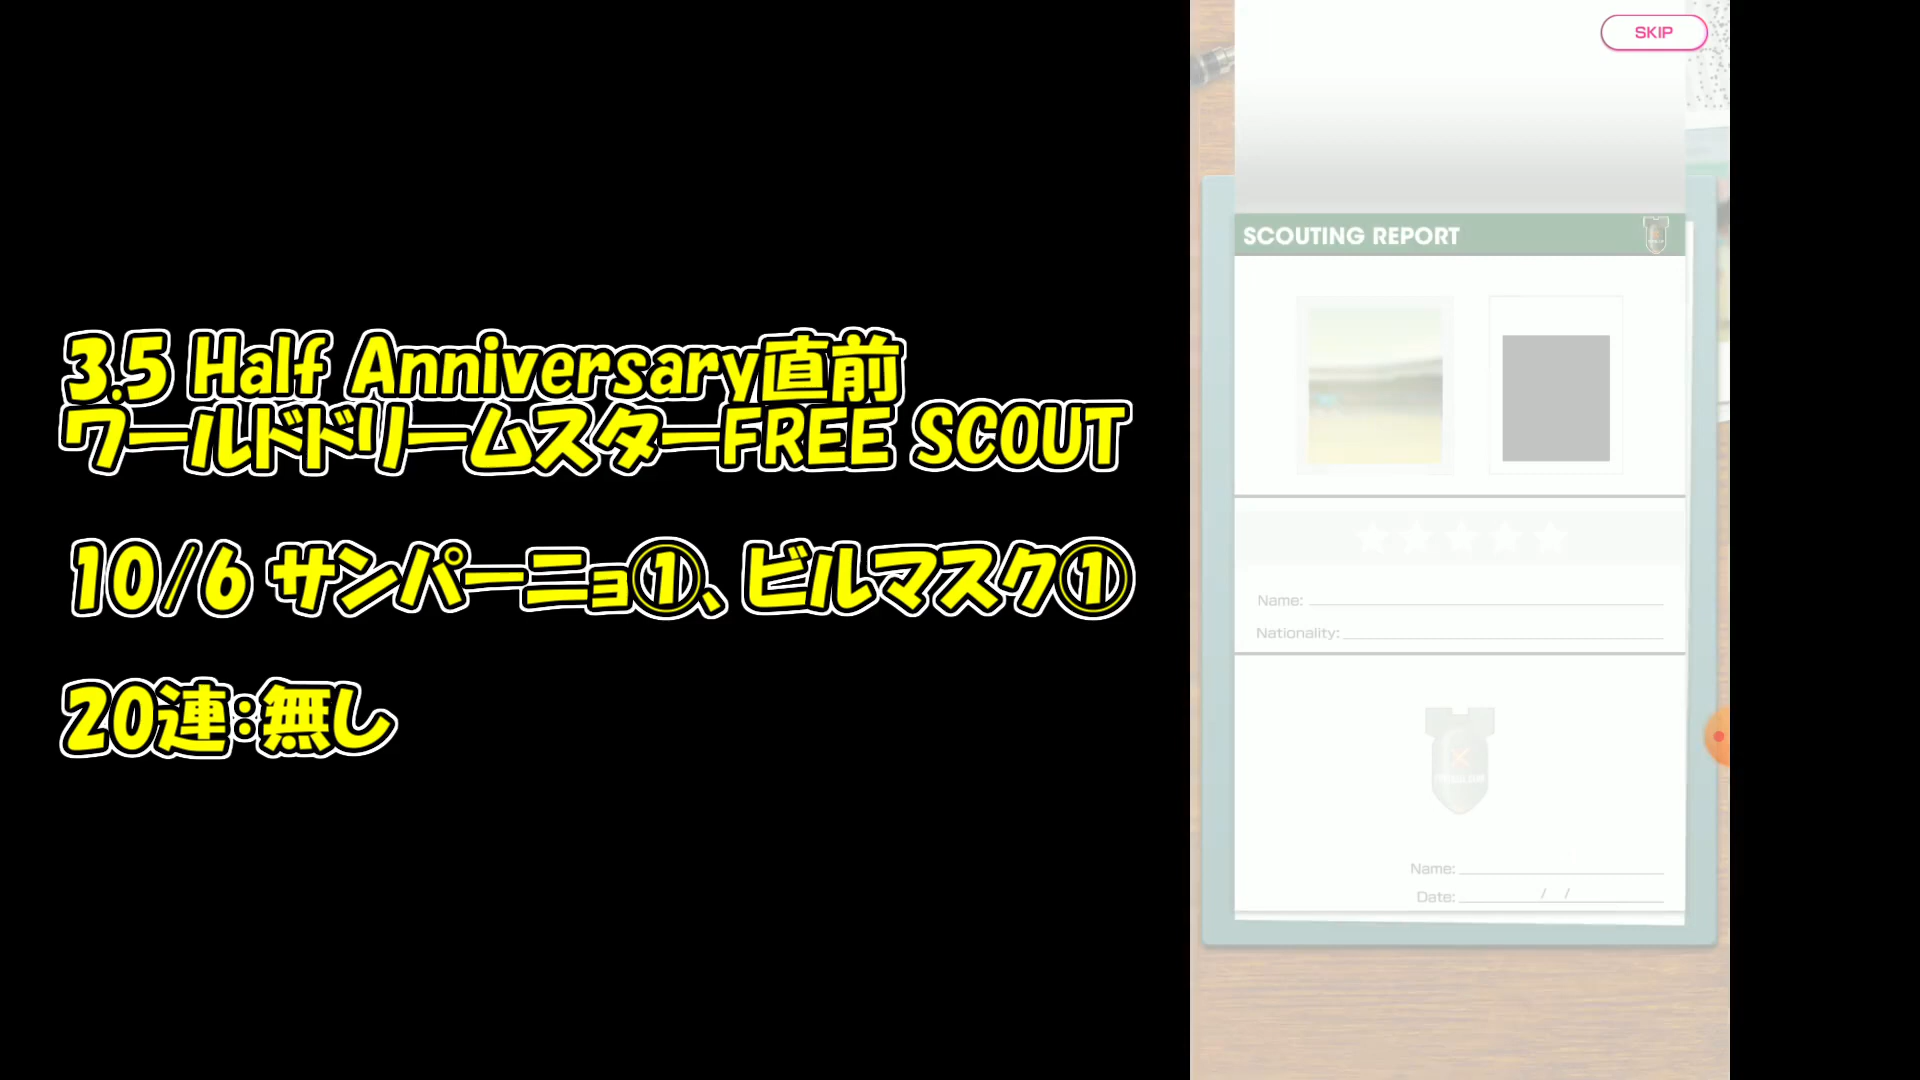 3.5 Half Anniversary直前
ワールドドリームスターFREE SCOUT
10/6 サンパーニョ①、ビルマスク①
20連:無し
SKIP
SCOUTING REPORT
Name:
Nationality:
Name:
Date: / /